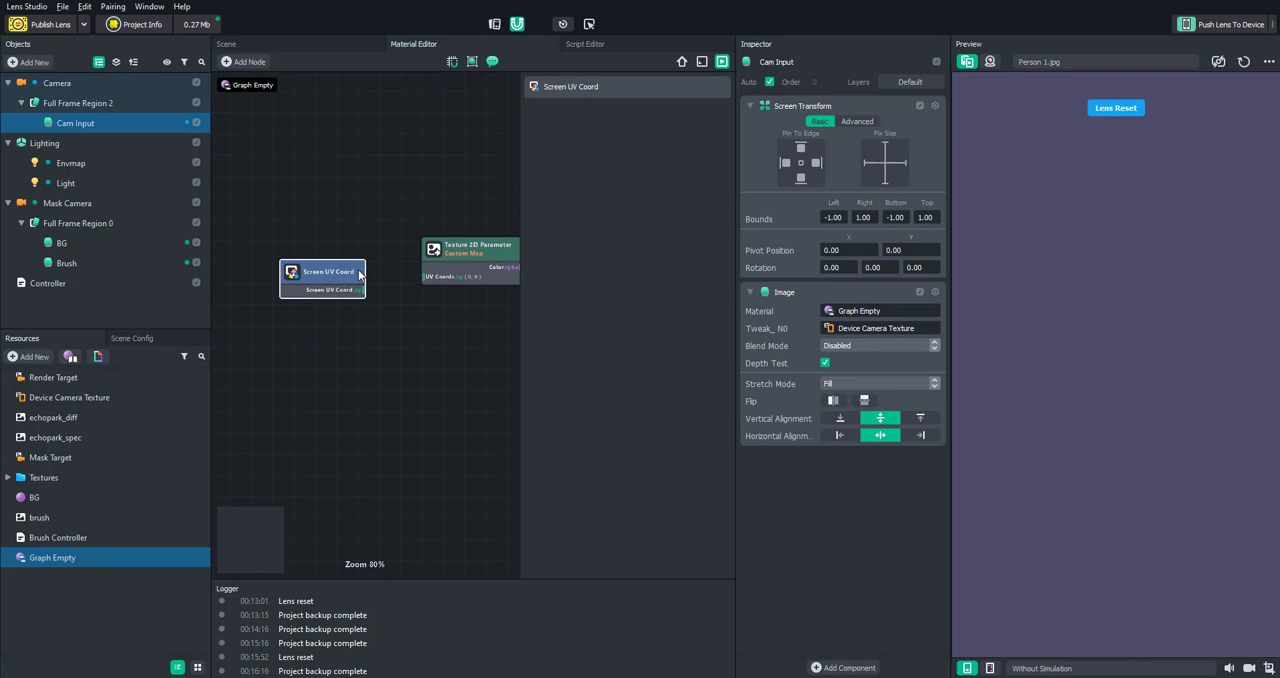 Lens Studio File Edit Pairing Window Help
Publish Lens Project Info 0.27 Mb Push Lens To Device
Objects
Add New
Camera
Full Frame Region 2
Cam Input
Lighting
Envmap
Light
Mask Camera
Full Frame Region 0
BG
Brush
Controller
Resources Scene Config
Add New
Render Target
Device Camera Texture
echopark_diff
echopark_spec
Mask Target
Textures
BG
brush
Brush Controller
Graph Empty
Scene Material Editor Script Editor
Add Node
Graph Empty
Screen UV Coord
Texture 2D Parameter
Custom Map
Color.rgba
UV Coords.xy ( 0, 0 )
Screen UV Coord
Screen UV Coord xy
Zoom 80%
Logger
00:13:01 Lens reset
00:13:15 Project backup complete
00:14:16 Project backup complete
00:15:16 Project backup complete
00:15:52 Lens reset
00:16:16 Project backup complete
Inspector
Cam Input
Auto Order 0 Layers Default
Screen Transform
Basic Advanced
Pin To Edge Fix Size
Left Right Bottom Top
Bounds -1.00 1.00 -1.00 1.00
X Y
Pivot Position 0.00 0.00
Rotation 0.00 0.00 0.00
Image
Material Graph Empty
Tweak_N0 Device Camera Texture
Blend Mode Disabled
Depth Test
Stretch Mode Fill
Flip
Vertical Alignment
Horizontal Alignm...
Add Component
Preview
Person 1.jpg
Lens Reset
Without Simulation